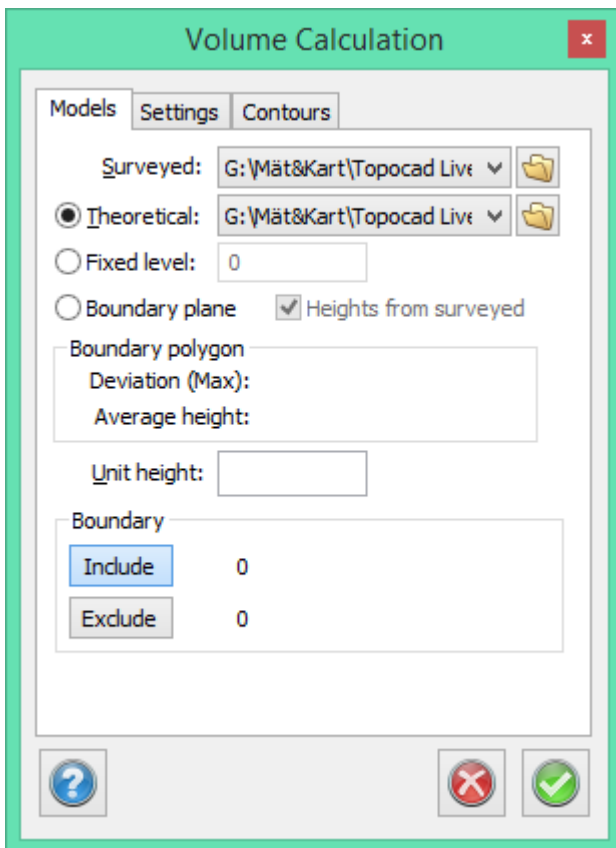 Volume Calculation
x
Models Settings Contours
Surveyed: G:\Mät&Kart\Topocad Live
Theoretical: G:\Mät&Kart\Topocad Live
Fixed level: 0
Boundary plane Heights from surveyed
Boundary polygon
Deviation (Max):
Average height:
Unit height:
Boundary
Include 0
Exclude 0
?